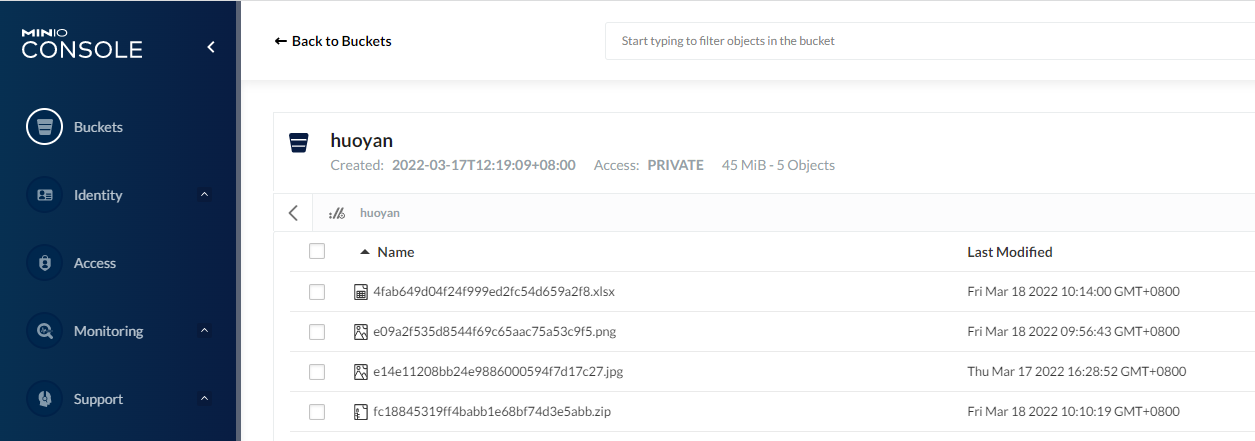 MINIO
CONSOLE
Buckets
Identity
Access
Monitoring
Support
Back to Buckets
Start typing to filter objects in the bucket
huoyan
Created: 2022-03-17T12:19:09+08:00 Access: PRIVATE 45 MiB - 5 Objects
huoyan
Name Last Modified
4fab649d04f24f999ed2fc54d659a2f8.xlsx Fri Mar 18 2022 10:14:00 GMT+0800
e09a2f535d8544f69c65aac75a53c9f5.png Fri Mar 18 2022 09:56:43 GMT+0800
e14e11208bb24e9886000594f7d17c27.jpg Thu Mar 17 2022 16:28:52 GMT+0800
fc18845319ff4babb1e68bf74d3e5abb.zip Fri Mar 18 2022 10:10:19 GMT+0800